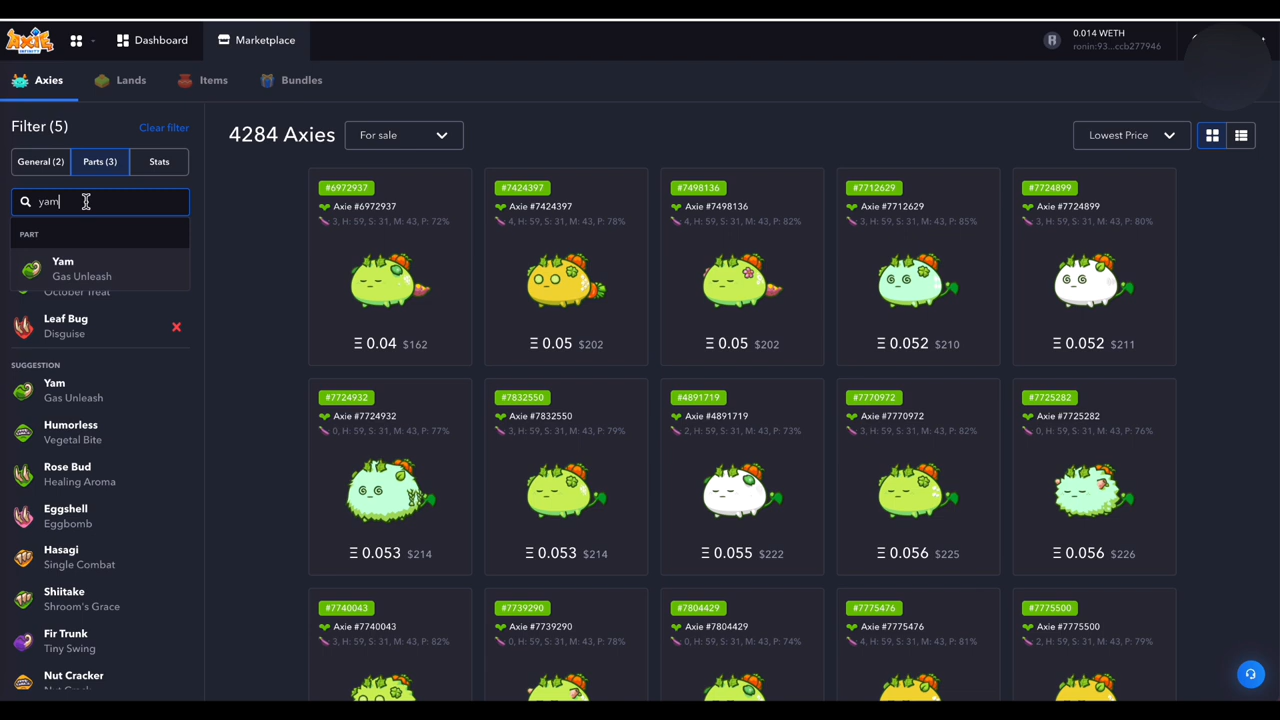 AXIE
INFINITY
Dashboard
Marketplace
0.014 WETH
ronin:93...ccb277946
Axies
Lands
Items
Bundles
Filter (5)
Clear filter
General (2)
Parts (3)
Stats
yam
PART
Yam
Gas Unleash
October Treat
Leaf Bug
Disguise
SUGGESTION
Yam
Gas Unleash
Humorless
Vegetal Bite
Rose Bud
Healing Aroma
Eggshell
Eggbomb
Hasagi
Single Combat
Shiitake
Shroom's Grace
Fir Trunk
Tiny Swing
Nut Cracker
4284 Axies
For sale
Lowest Price
#6972937
Axie #6972937
3, H: 59, S: 31, M: 43, P: 72%
Ξ 0.04 $162
#7424397
Axie #7424397
4, H: 59, S: 31, M: 43, P: 78%
Ξ 0.05 $202
#7498136
Axie #7498136
4, H: 59, S: 31, M: 43, P: 82%
Ξ 0.05 $202
#7712629
Axie #7712629
3, H: 59, S: 31, M: 43, P: 85%
Ξ 0.052 $210
#7724899
Axie #7724899
3, H: 59, S: 31, M: 43, P: 80%
Ξ 0.052 $211
#7724932
Axie #7724932
0, H: 59, S: 31, M: 43, P: 77%
Ξ 0.053 $214
#7832550
Axie #7832550
3, H: 59, S: 31, M: 43, P: 79%
Ξ 0.053 $214
#4891719
Axie #4891719
2, H: 59, S: 31, M: 43, P: 73%
Ξ 0.055 $222
#7770972
Axie #7770972
3, H: 59, S: 31, M: 43, P: 82%
Ξ 0.056 $225
#7725282
Axie #7725282
0, H: 59, S: 31, M: 43, P: 76%
Ξ 0.056 $226
#7740043
Axie #7740043
3, H: 59, S: 31, M: 43, P: 82%
#7739290
Axie #7739290
0, H: 59, S: 31, M: 43, P: 78%
#7804429
Axie #7804429
0, H: 59, S: 31, M: 43, P: 74%
#7775476
Axie #7775476
4, H: 59, S: 31, M: 43, P: 81%
#7775500
Axie #7775500
2, H: 59, S: 31, M: 43, P: 79%